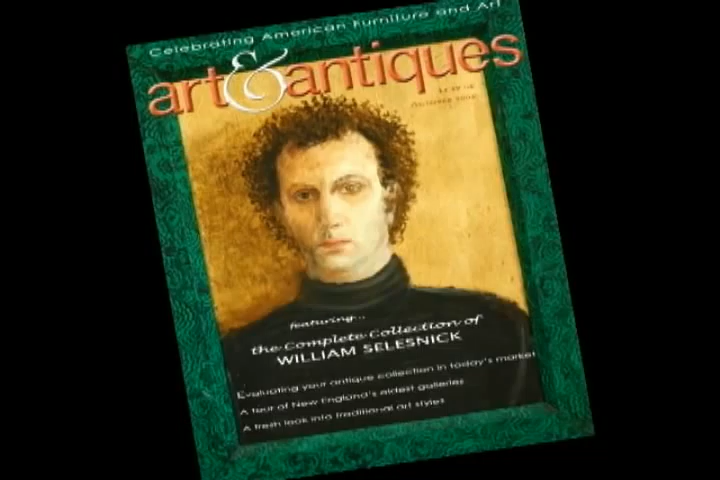 Celebrating American Furniture and Art
art&antiques
featuring...
the Complete Collection of
WILLIAM SELESNICK
Evaluating your antique collection in today's market
A tour of New England's oldest galleries
A fresh look into traditional art styles